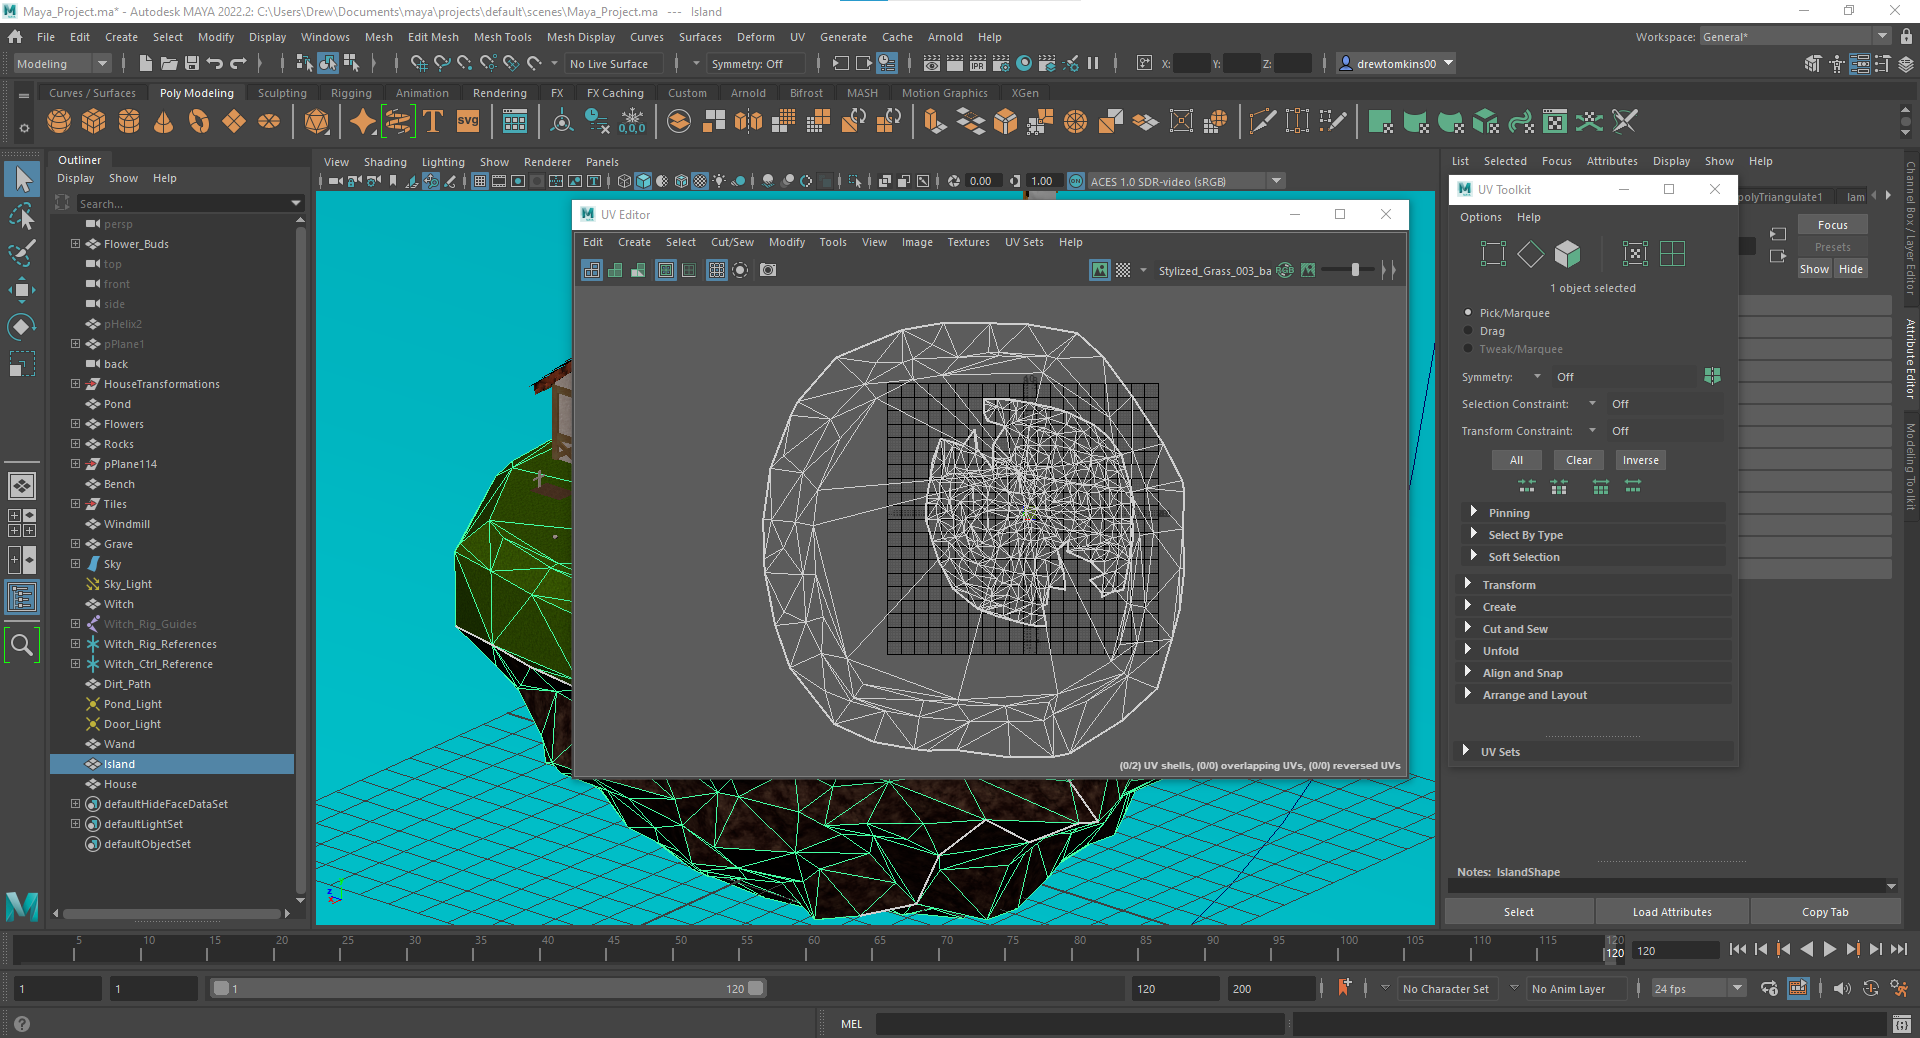 Maya_Project.ma* - Autodesk MAYA 2022.2: C:\Users\Drew\Documents\maya\projects\default\scenes\Maya_Project.ma --- Island
File Edit Create Select Modify Display Windows Mesh Edit Mesh Mesh Tools Mesh Display Curves Surfaces Deform UV Generate Cache Arnold Help
Workspace: General*
Modeling No Live Surface Symmetry: Off IPR X: Y: Z: drewtomkins00
Curves / Surfaces Poly Modeling Sculpting Rigging Animation Rendering FX FX Caching Custom Arnold Bifrost MASH Motion Graphics XGen
T svg 0,0,0
Outliner
Display Show Help
Search...
persp
Flower_Buds
top
front
side
pHelix2
pPlane1
back
HouseTransformations
Pond
Flowers
Rocks
pPlane114
Bench
Tiles
Windmill
Grave
Sky
Sky_Light
Witch
Witch_Rig_Guides
Witch_Rig_References
Witch_Ctrl_Reference
Dirt_Path
Pond_Light
Door_Light
Wand
Island
House
defaultHideFaceDataSet
defaultLightSet
defaultObjectSet
View Shading Lighting Show Renderer Panels
0.00 1.00 ACES 1.0 SDR-video (sRGB)
UV Editor
Edit Create Select Cut/Sew Modify Tools View Image Textures UV Sets Help
Stylized_Grass_003_ba
(0/2) UV shells, (0/0) overlapping UVs, (0/0) reversed UVs
List Selected Focus Attributes Display Show Help
UV Toolkit
Options Help
1 object selected
Pick/Marquee
Drag
Tweak/Marquee
Symmetry: Off
Selection Constraint: Off
Transform Constraint: Off
All Clear Inverse
Pinning
Select By Type
Soft Selection
Transform
Create
Cut and Sew
Unfold
Align and Snap
Arrange and Layout
UV Sets
polyTriangulate1 lam
Focus
Presets
Show Hide
Notes: IslandShape
Select Load Attributes Copy Tab
Channel Box / Layer Editor
Attribute Editor
Modeling Toolkit
5 10 15 20 25 30 35 40 45 50 55 60 65 70 75 80 85 90 95 100 105 110 115 120
120 120
1 1 1 120 120 200 No Character Set No Anim Layer 24 fps
MEL